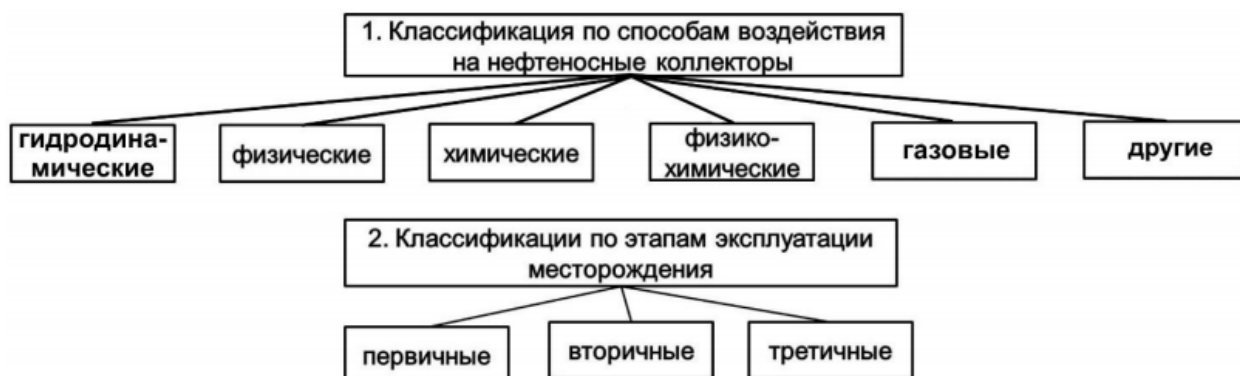 1. Классификация по способам воздействия
на нефтеносные коллекторы
гидродина-
мические
физические
химические
физико-
химические
газовые
другие
2. Классификации по этапам эксплуатации
месторождения
первичные
вторичные
третичные